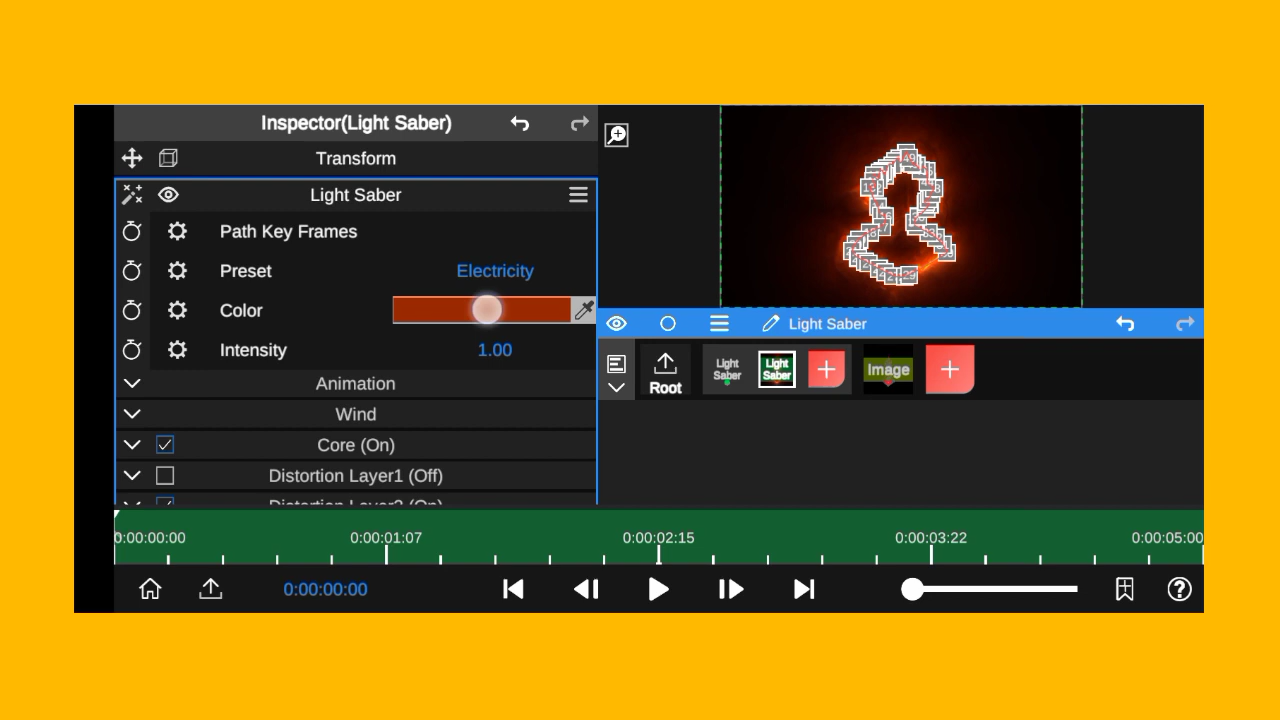 Inspector(Light Saber)
Transform
Light Saber
Path Key Frames
Preset
Electricity
Color
Intensity
1.00
Animation
Wind
Core (On)
Distortion Layer1 (Off)
Distortion Layer2 (On)
Light Saber
Root
Light
Saber
Light
Saber
Image
0:00:00:00
0:00:01:07
0:00:02:15
0:00:03:22
0:00:05:00
0:00:00:00